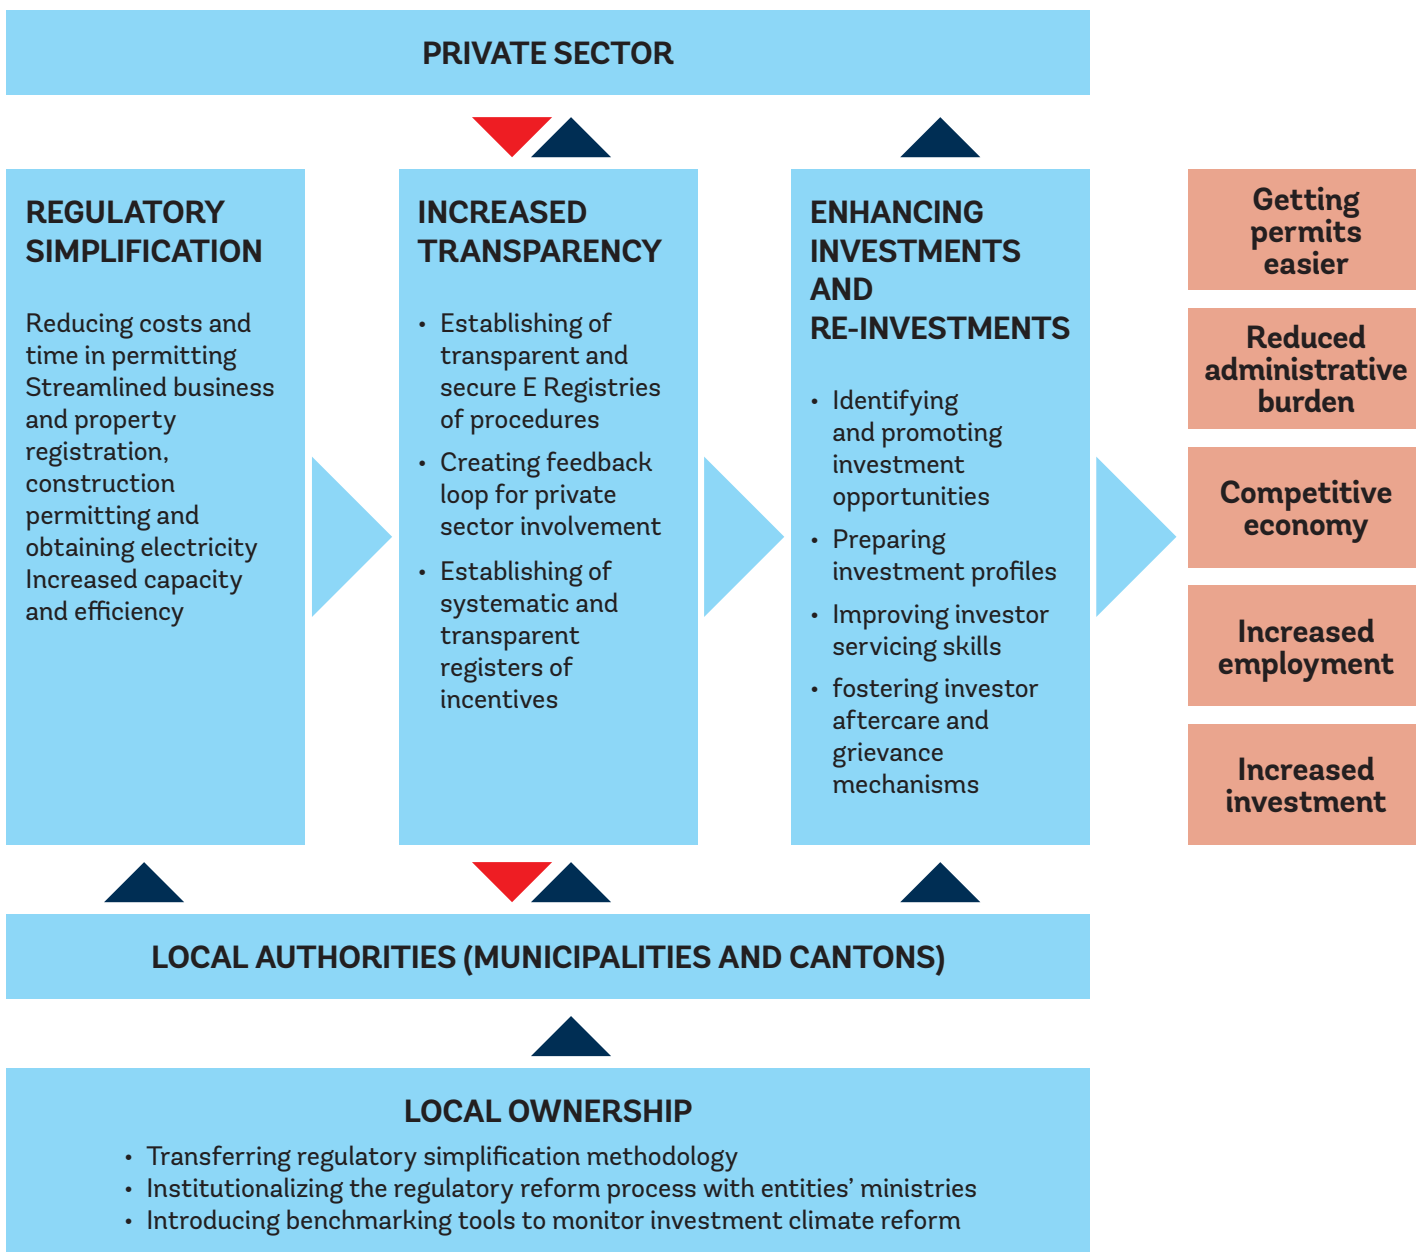 PRIVATE SECTOR
REGULATORY
SIMPLIFICATION
Reducing costs and
time in permitting
Streamlined business
and property
registration,
construction
permitting and
obtaining electricity
Increased capacity
and efficiency
INCREASED
TRANSPARENCY
• Establishing of
transparent and
secure E Registries
of procedures
• Creating feedback
loop for private
sector involvement
• Establishing of
systematic and
transparent
registers of
incentives
ENHANCING
INVESTMENTS
AND
RE-INVESTMENTS
• Identifying
and promoting
investment
opportunities
• Preparing
investment profiles
• Improving investor
servicing skills
• fostering investor
aftercare and
grievance
mechanisms
Getting
permits
easier
Reduced
administrative
burden
Competitive
economy
Increased
employment
Increased
investment
LOCAL AUTHORITIES (MUNICIPALITIES AND CANTONS)
LOCAL OWNERSHIP
• Transferring regulatory simplification methodology
• Institutionalizing the regulatory reform process with entities’ ministries
• Introducing benchmarking tools to monitor investment climate reform